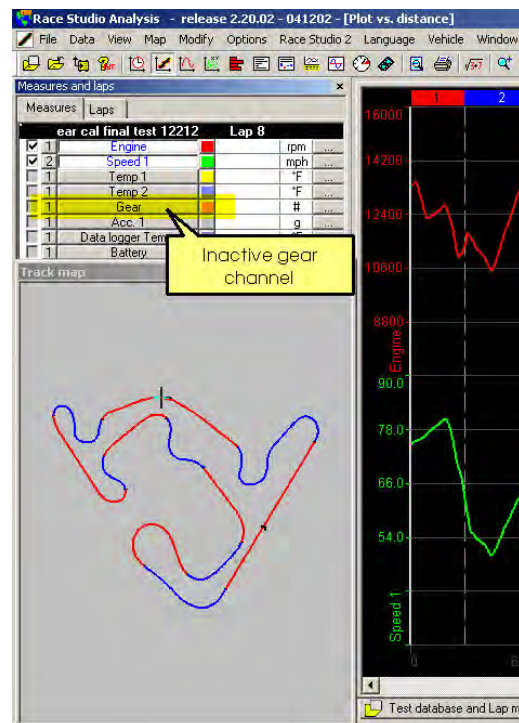 Race Studio Analysis - release 2.20.02 - 041202 - [Plot vs. distance]
File Data View Map Modify Options Race Studio 2 Language Vehicle Window
Measures and laps
Measures Laps
ear cal final test 12212 Lap 8
1 Engine rpm ...
2 Speed 1 mph ...
1 Temp 1 °F ...
1 Temp 2 °F ...
1 Gear # ...
1 Acc. 1 g ...
1 Data logger Tem
1 Battery
Inactive gear
channel
Track map
1 2
16000
14200
12400
10600
8800
Engine
90.0
78.0
66.0
54.0
Speed 1
0
Test database and Lap m